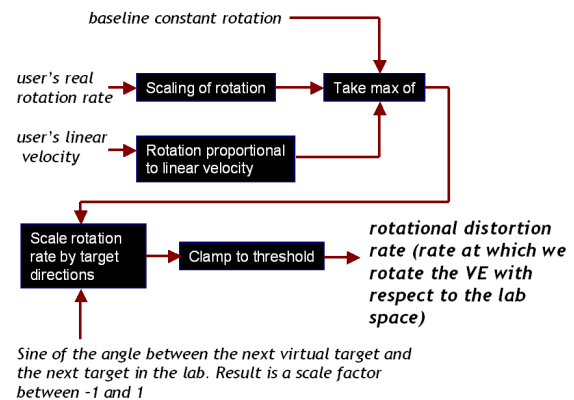 baseline constant rotation
user's real
rotation rate
Scaling of rotation
Take max of
user's linear
velocity
Rotation proportional
to linear velocity
Scale rotation
rate by target
directions
Clamp to threshold
rotational distortion
rate (rate at which we
rotate the VE with
respect to the lab
space)
Sine of the angle between the next virtual target and
the next target in the lab. Result is a scale factor
between –1 and 1